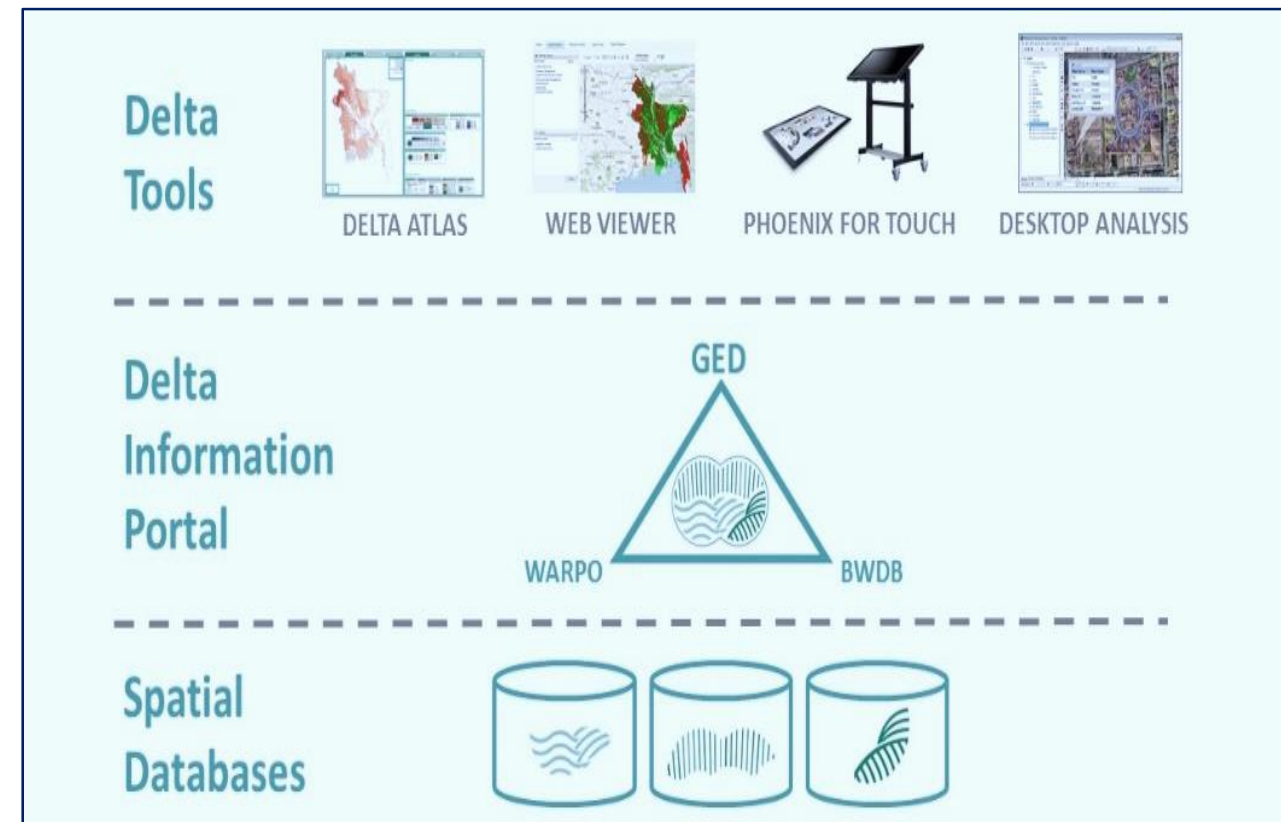 Delta
Tools
DELTA ATLAS
WEB VIEWER
PHOENIX FOR TOUCH
DESKTOP ANALYSIS
Delta
Information
Portal
GED
WARPO
BWDB
Spatial
Databases